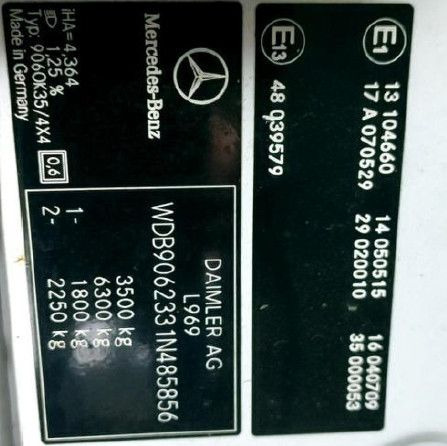 E1
13 104660 14 050515 16 040709
17 A 070529 29 020010 35 000053
E13
48 039579
Mercedes-Benz
DAIMLER AG
L969
WDB9062331N485856
3500 kg
6300 kg
1- 1800 kg
2- 2250 kg
iHA=4,364
1,25 %
Typ: 906OK35/4X4
Made in Germany
0,6